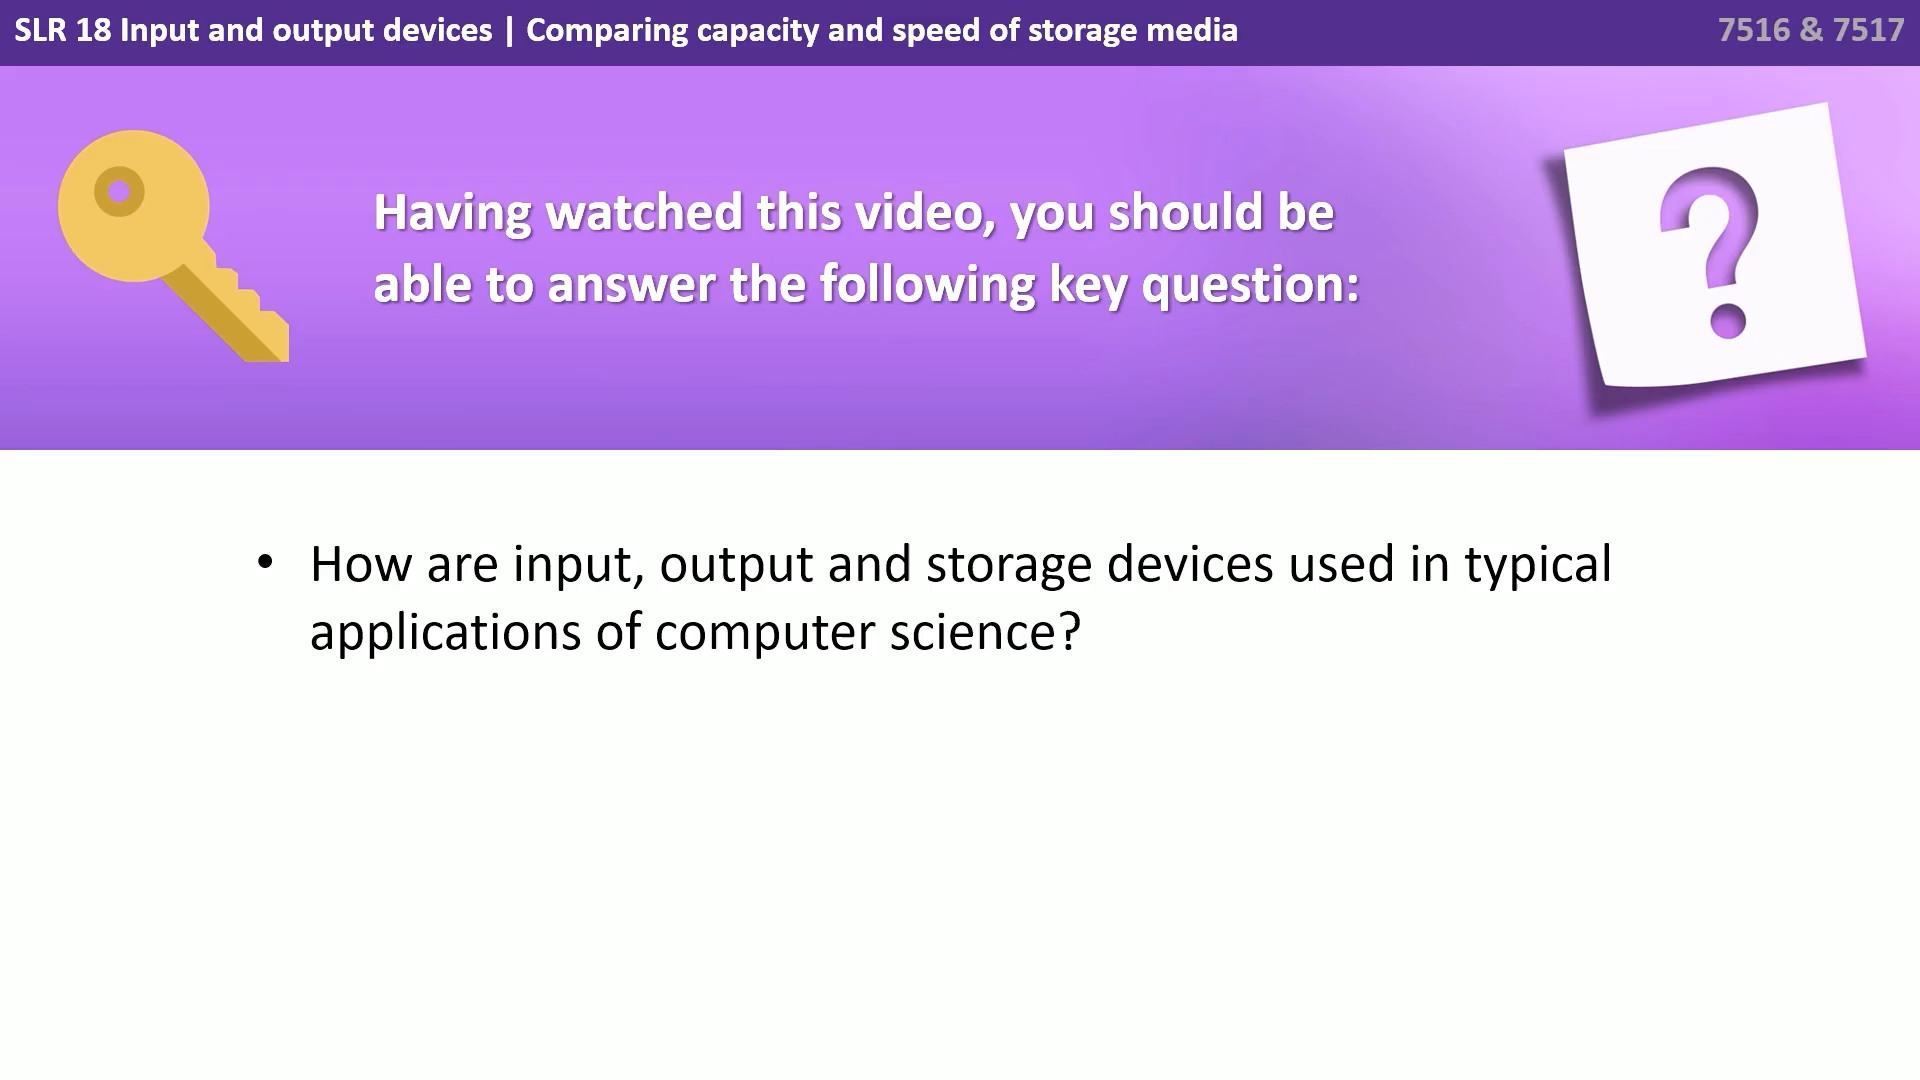 SLR 18 Input and output devices | Comparing capacity and speed of storage media
7516 & 7517
Having watched this video, you should be
able to answer the following key question:
?
• How are input, output and storage devices used in typical
applications of computer science?